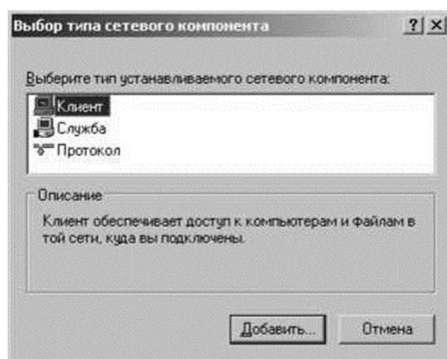 Выбор типа сетевого компонента
Выберите тип устанавливаемого сетевого компонента:
Клиент
Служба
Протокол
Описание
Клиент обеспечивает доступ к компьютерам и файлам в
той сети, куда вы подключены.
Добавить...
Отмена